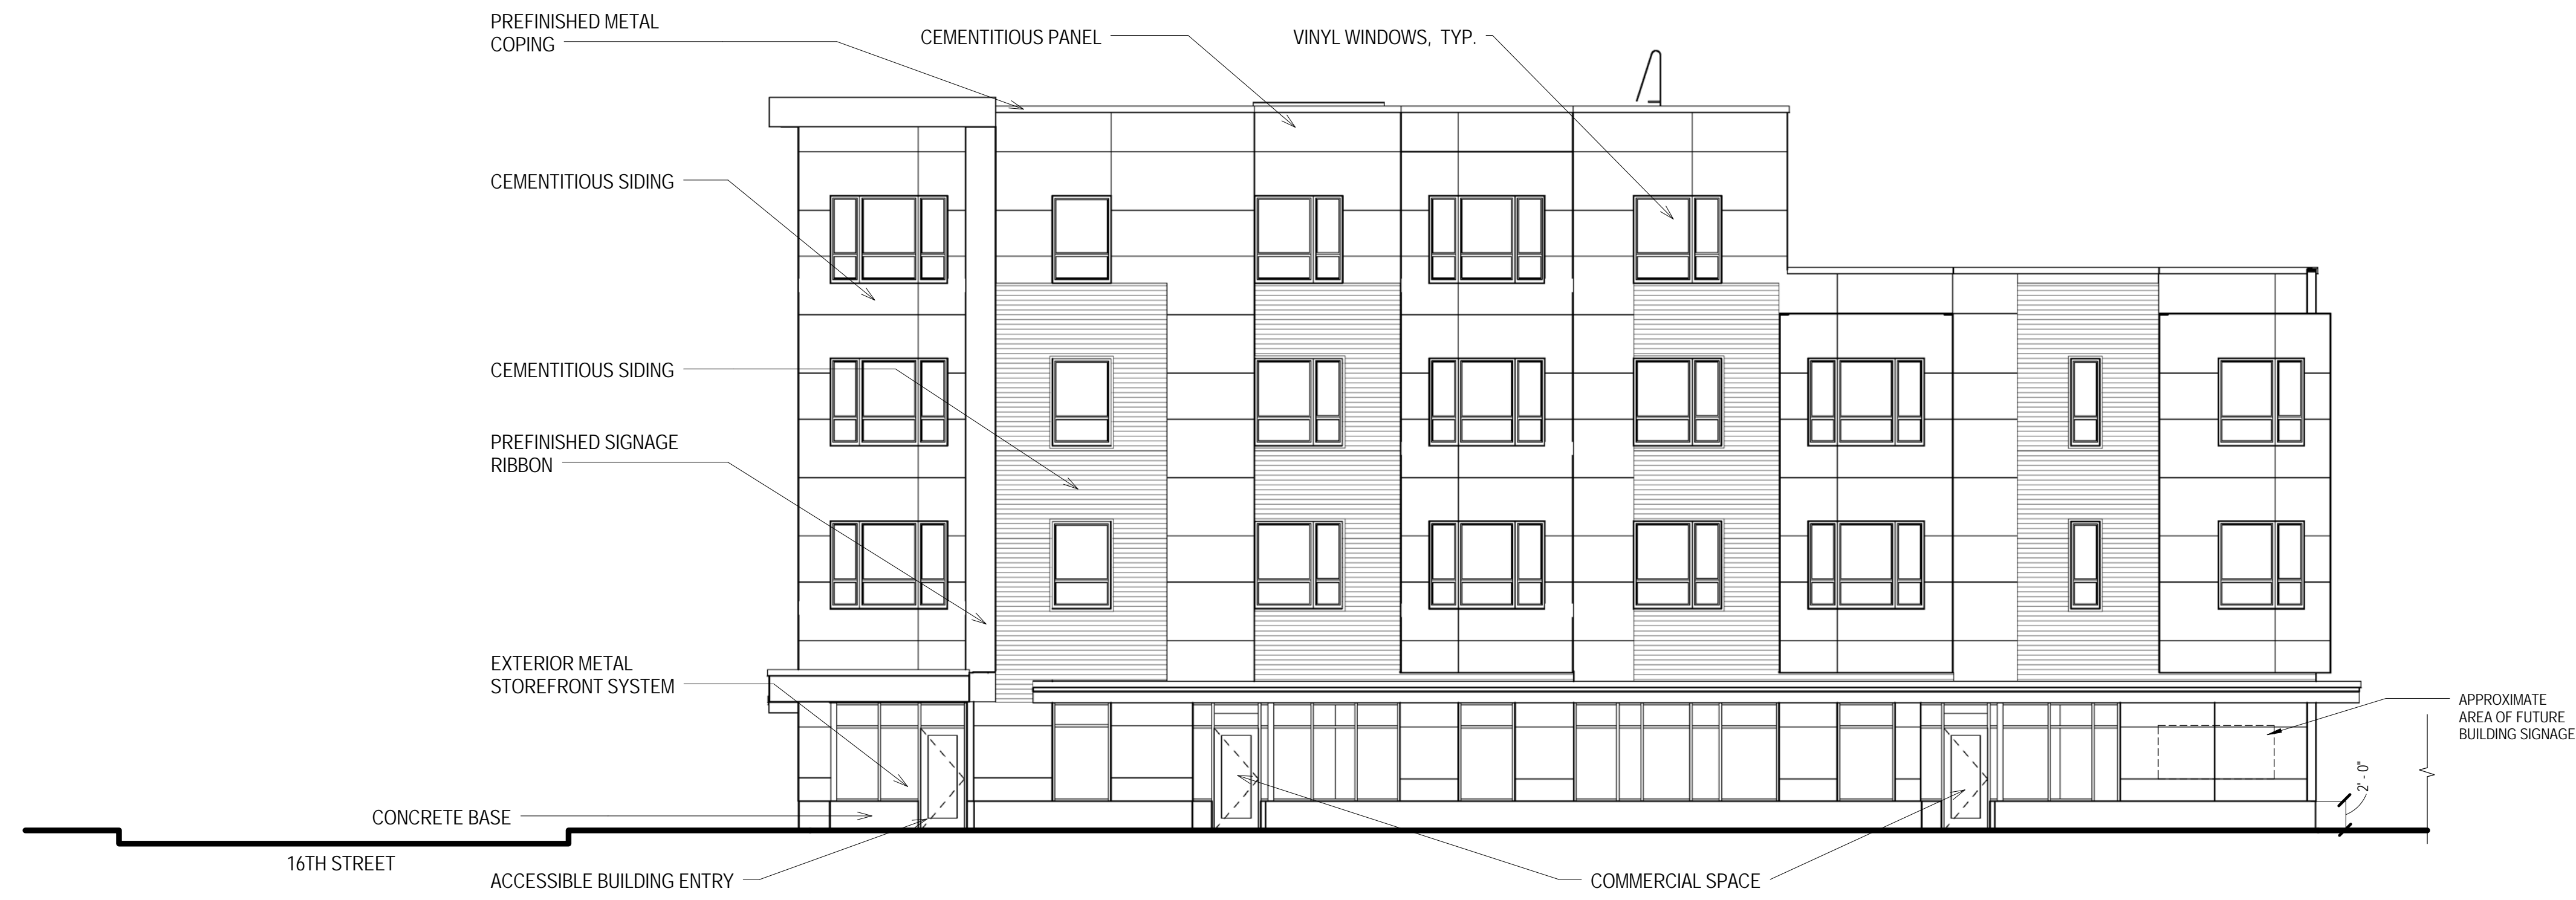 PREFINISHED METAL
COPING
CEMENTITIOUS PANEL
VINYL WINDOWS, TYP.
CEMENTITIOUS SIDING
CEMENTITIOUS SIDING
PREFINISHED SIGNAGE
RIBBON
EXTERIOR METAL
STOREFRONT SYSTEM
APPROXIMATE
AREA OF FUTURE
BUILDING SIGNAGE
2' - 0"
CONCRETE BASE
16TH STREET
ACCESSIBLE BUILDING ENTRY
COMMERCIAL SPACE